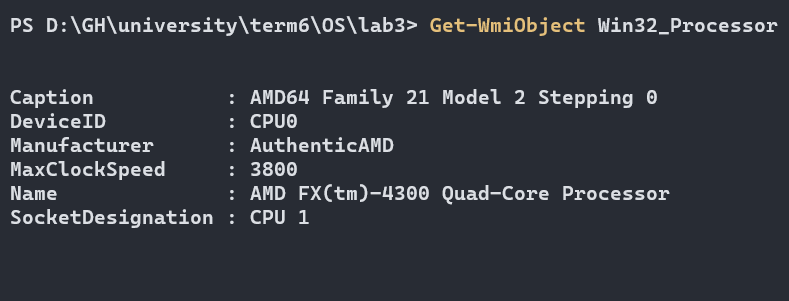 PS D:\GH\university\term6\OS\lab3> Get-WmiObject Win32_Processor
Caption           : AMD64 Family 21 Model 2 Stepping 0
DeviceID          : CPU0
Manufacturer      : AuthenticAMD
MaxClockSpeed     : 3800
Name              : AMD FX(tm)-4300 Quad-Core Processor
SocketDesignation : CPU 1